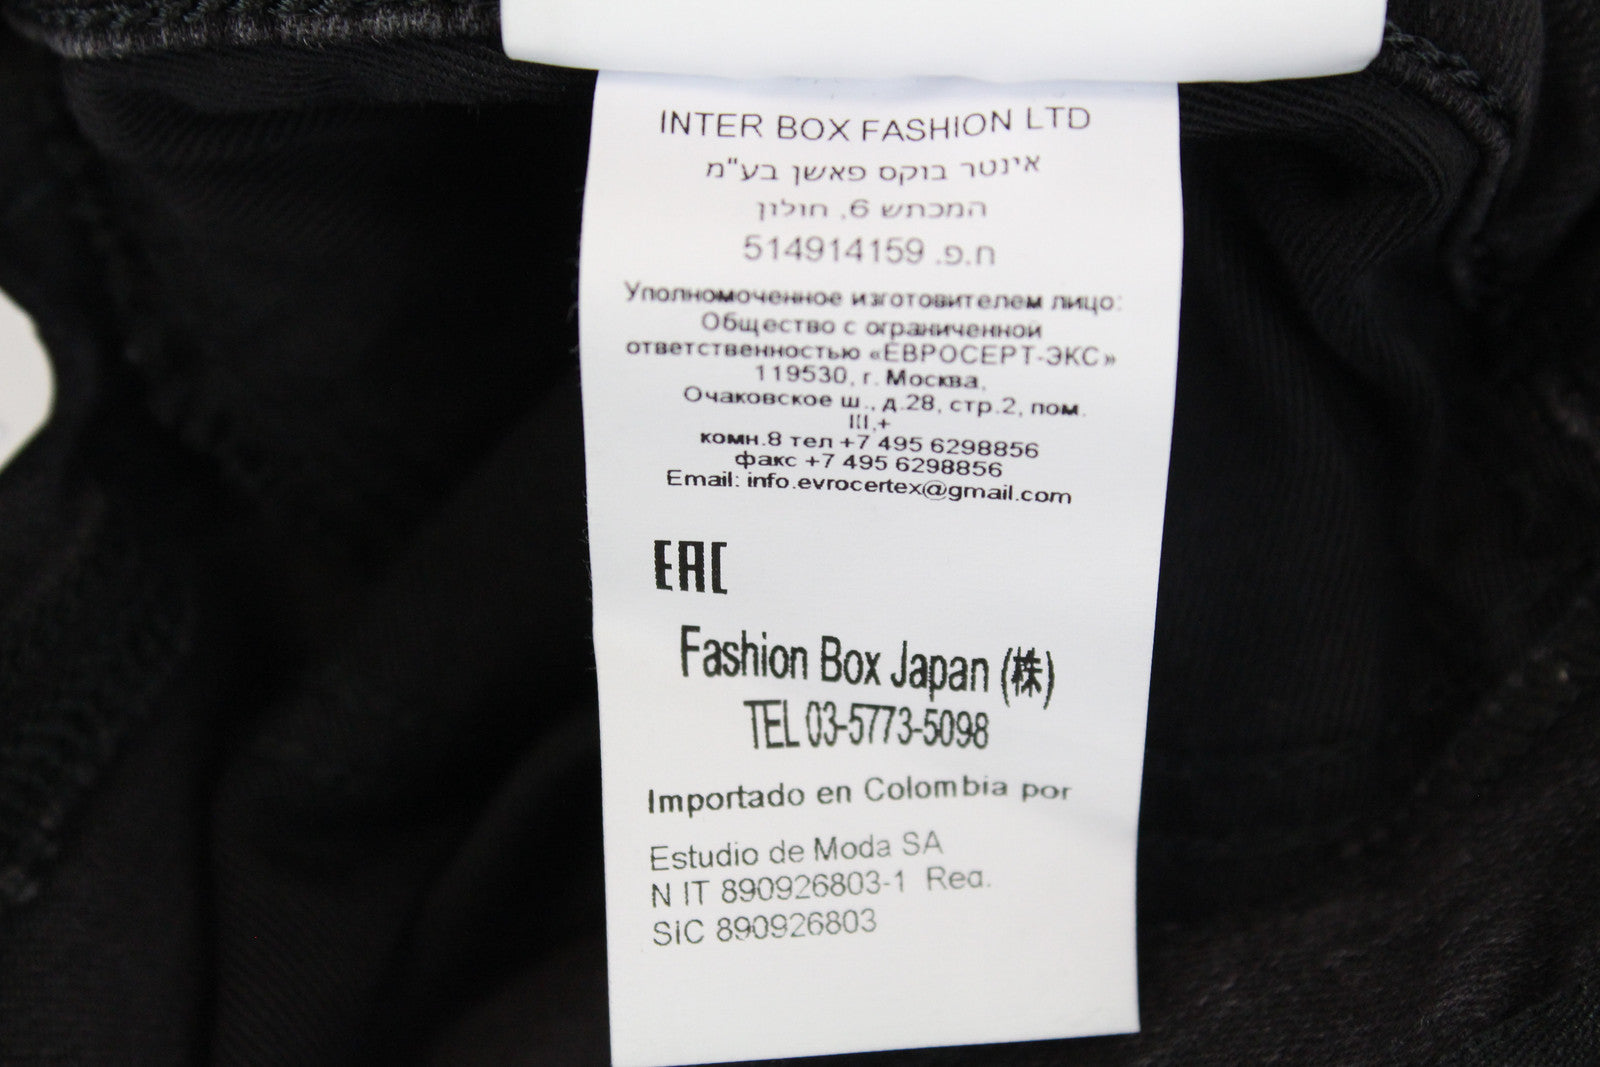 INTER BOX FASHION LTD
אינטר בוקס פאשן בע"מ
המכתש 6, חולון
ח.פ. 514914159
Уполномоченное изготовителем лицо:
Общество с ограниченной
ответственностью «ЕВРОСЕРТ-ЭКС»
119530, г. Москва,
Очаковское ш., д.28, стр.2, пом.
III,+
комн.8 тел +7 495 6298856
факс +7 495 6298856
Email: info.evrocertex@gmail.com
EAC
Fashion Box Japan (株)
TEL 03-5773-5098
Importado en Colombia por
Estudio de Moda SA
N IT 890926803-1 Reg.
SIC 890926803